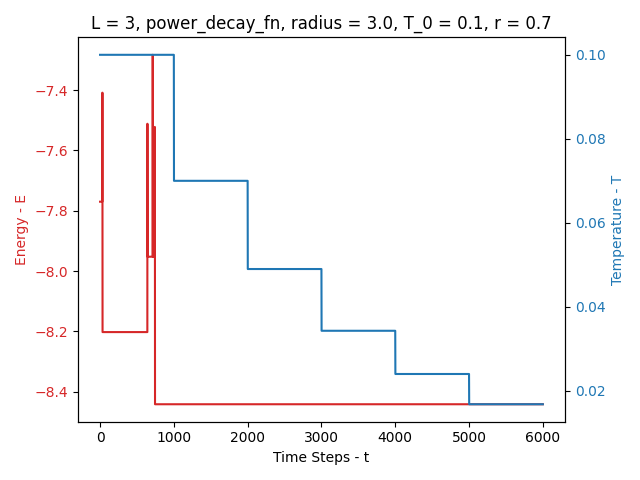 L = 3, power_decay_fn, radius = 3.0, T_0 = 0.1, r = 0.7
Energy - E
−7.4
−7.6
−7.8
−8.0
−8.2
−8.4
0.10
0.08
0.06
0.04
0.02
Temperature - T
0 1000 2000 3000 4000 5000 6000
Time Steps - t